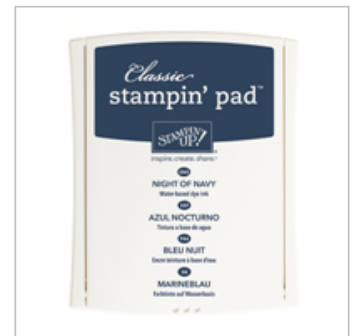 Classic
stampin' pad™
STAMPIN' UP!
inspire.create.share.®
NIGHT OF NAVY
Water based dye ink
AZUL NOCTURNO
Tintura a base de agua
BLEU NUIT
Encre teinture à base d'eau
MARINEBLAU
Farbtinte auf Wasserbasis